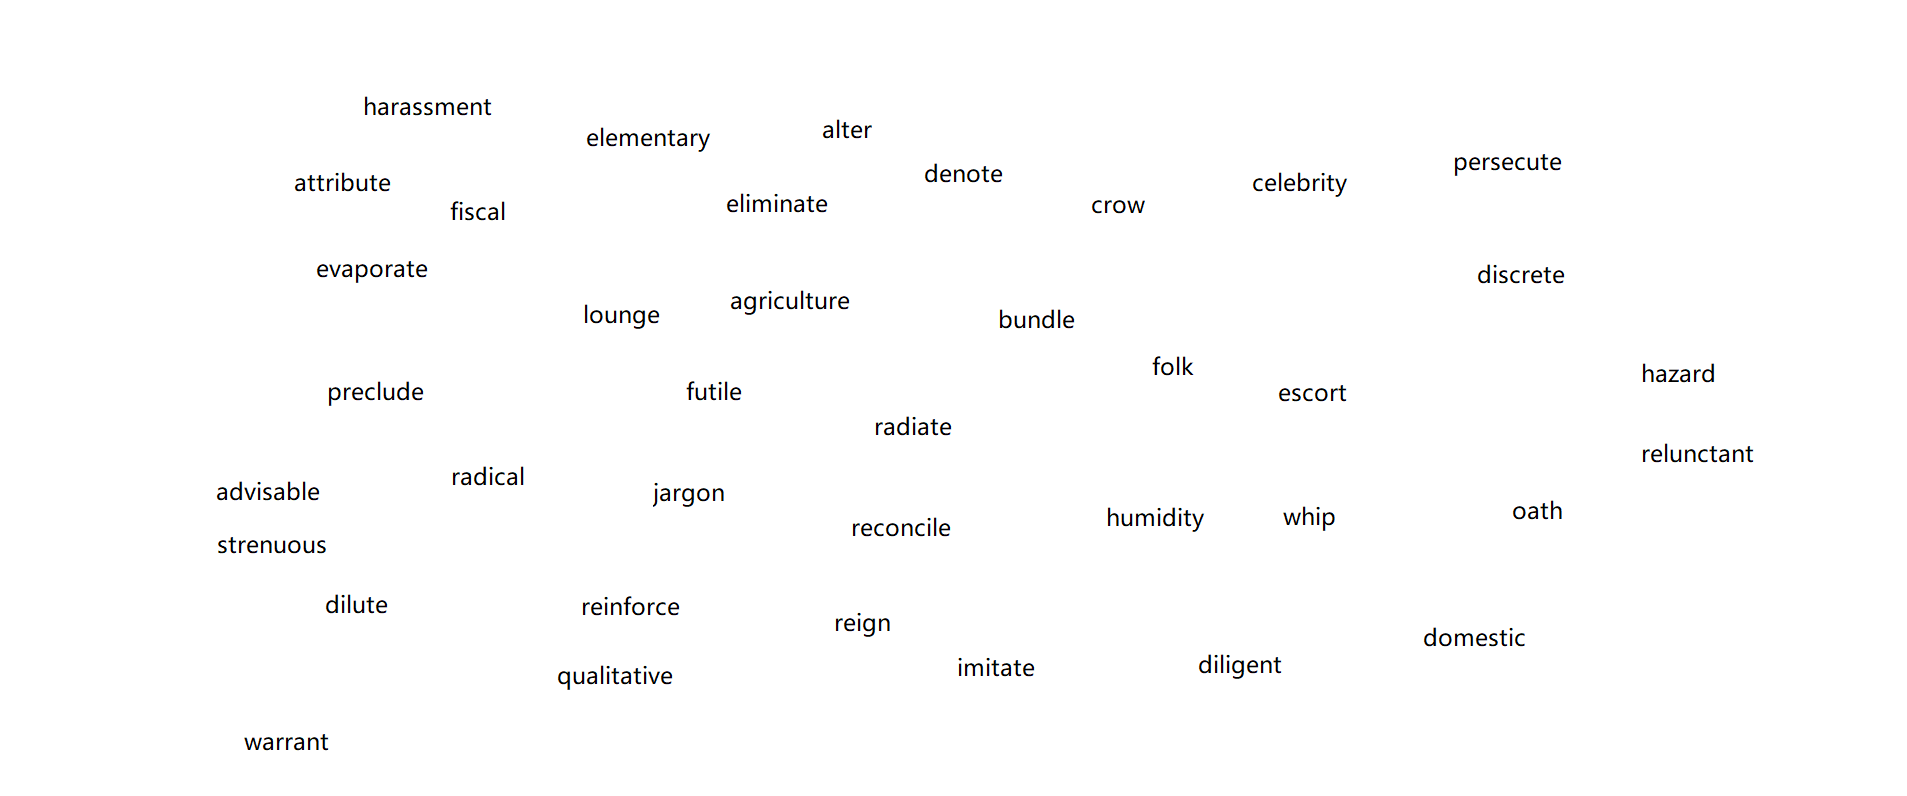 harassment
elementary
alter
denote
persecute
attribute
celebrity
fiscal
eliminate
crow
evaporate
discrete
lounge
agriculture
bundle
folk
hazard
preclude
futile
escort
radiate
relunctant
advisable
radical
jargon
reconcile
humidity
whip
oath
strenuous
dilute
reinforce
reign
domestic
qualitative
imitate
diligent
warrant